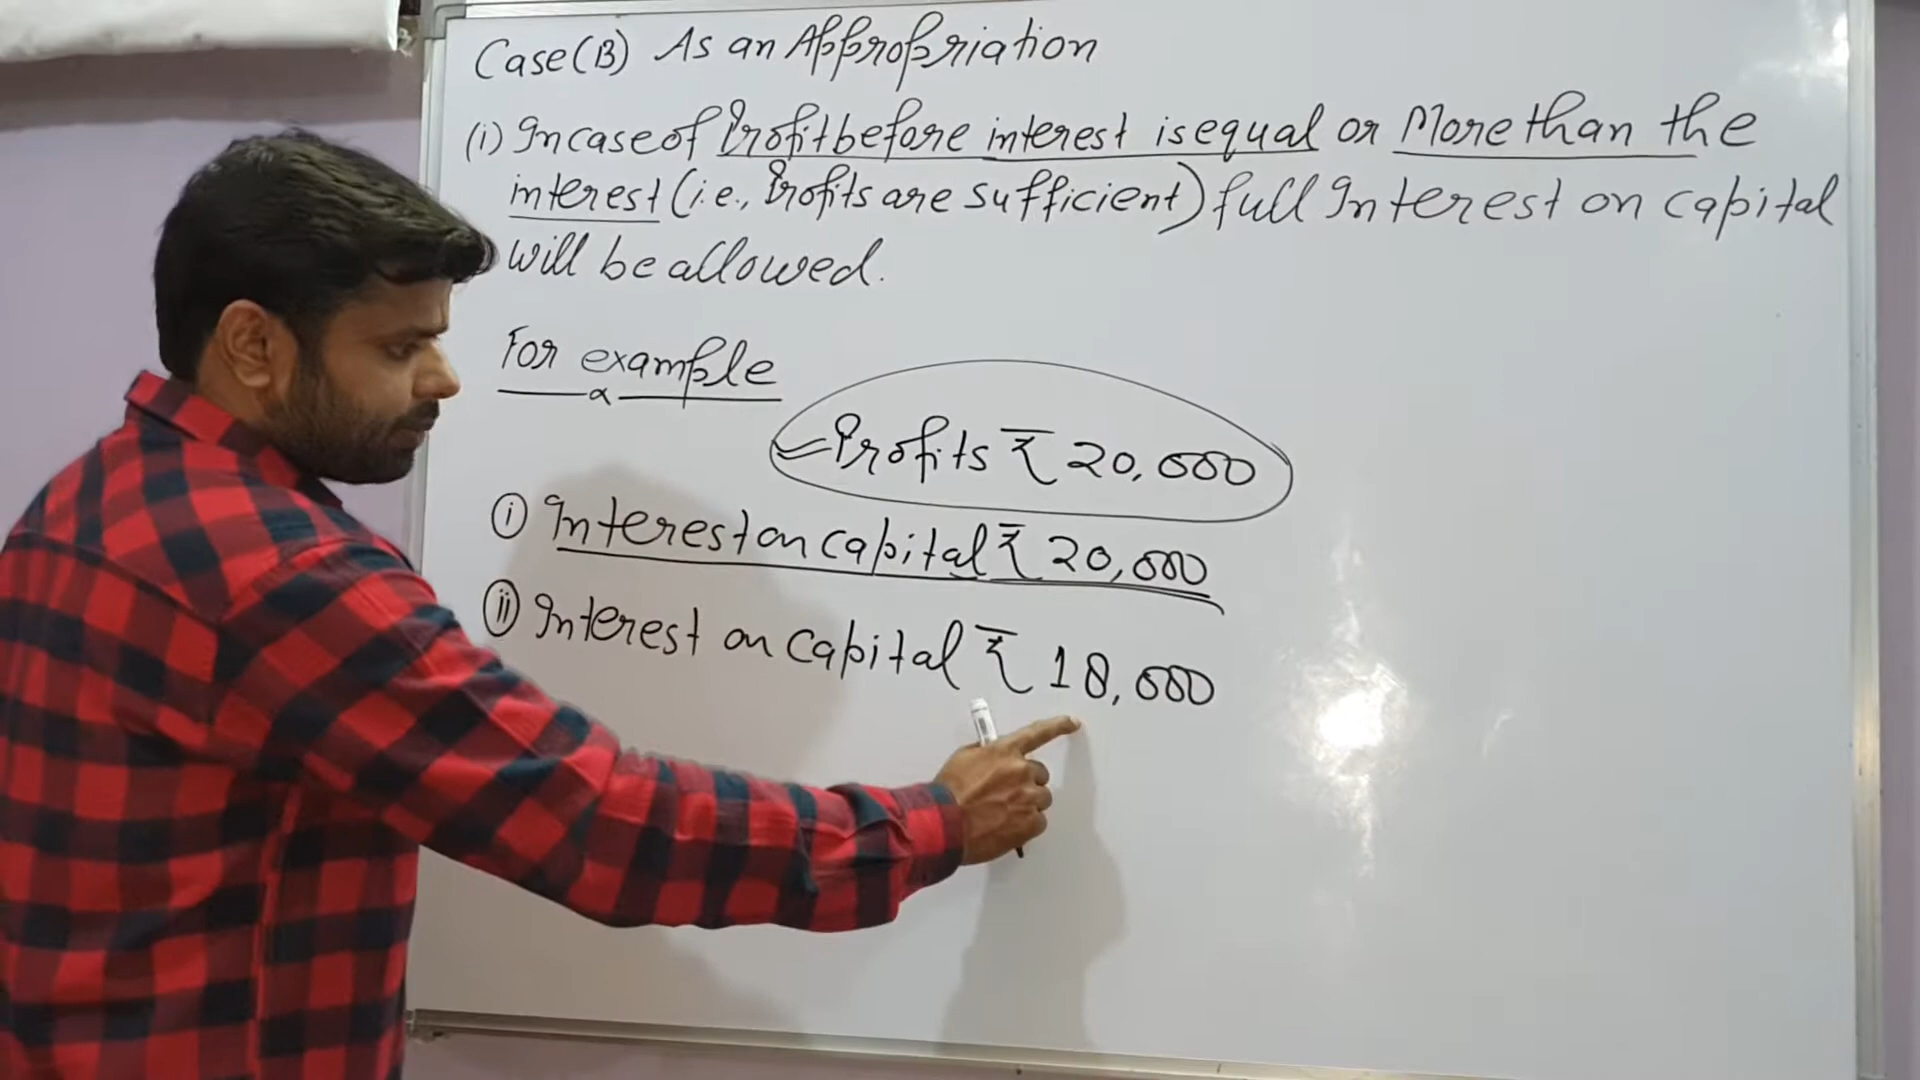 Case(B) As an Appropriation
(i) Incase of Profit before interest is equal or More than the
interest (i.e., Profits are sufficient) full Interest on capital
will be allowed.
For example
Profits ₹ 20,000
(i) Interest on capital ₹ 20,000
(ii) Interest on capital ₹ 18,000